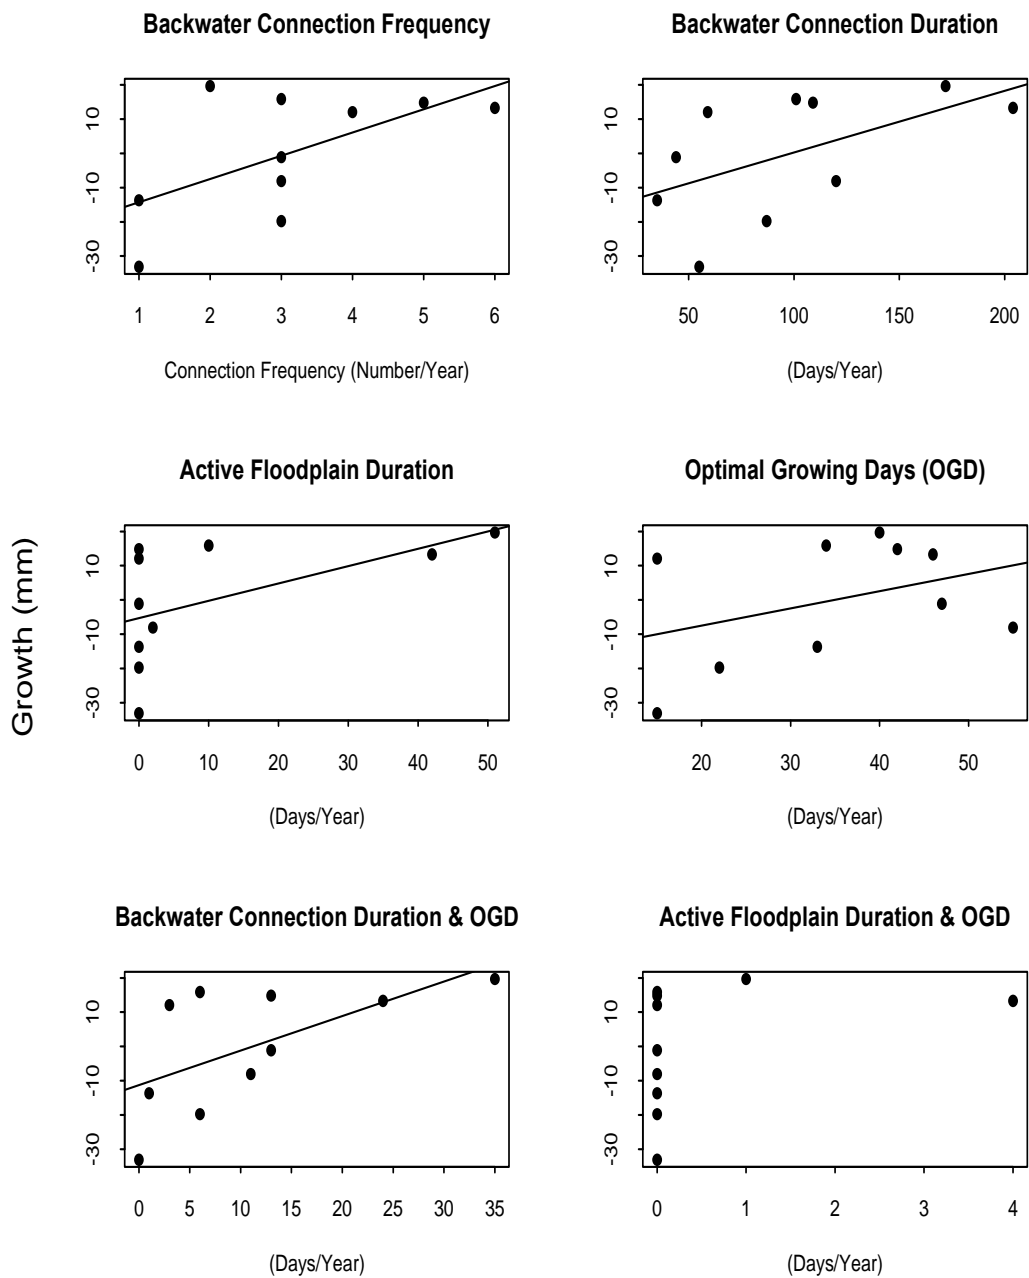 Backwater Connection Frequency
10
-10
-30
1 2 3 4 5 6
Connection Frequency (Number/Year)
Backwater Connection Duration
10
-10
-30
50 100 150 200
(Days/Year)
Growth (mm)
Active Floodplain Duration
10
-10
-30
0 10 20 30 40 50
(Days/Year)
Optimal Growing Days (OGD)
10
-10
-30
20 30 40 50
(Days/Year)
Backwater Connection Duration & OGD
10
-10
-30
0 5 10 15 20 25 30 35
(Days/Year)
Active Floodplain Duration & OGD
10
-10
-30
0 1 2 3 4
(Days/Year)